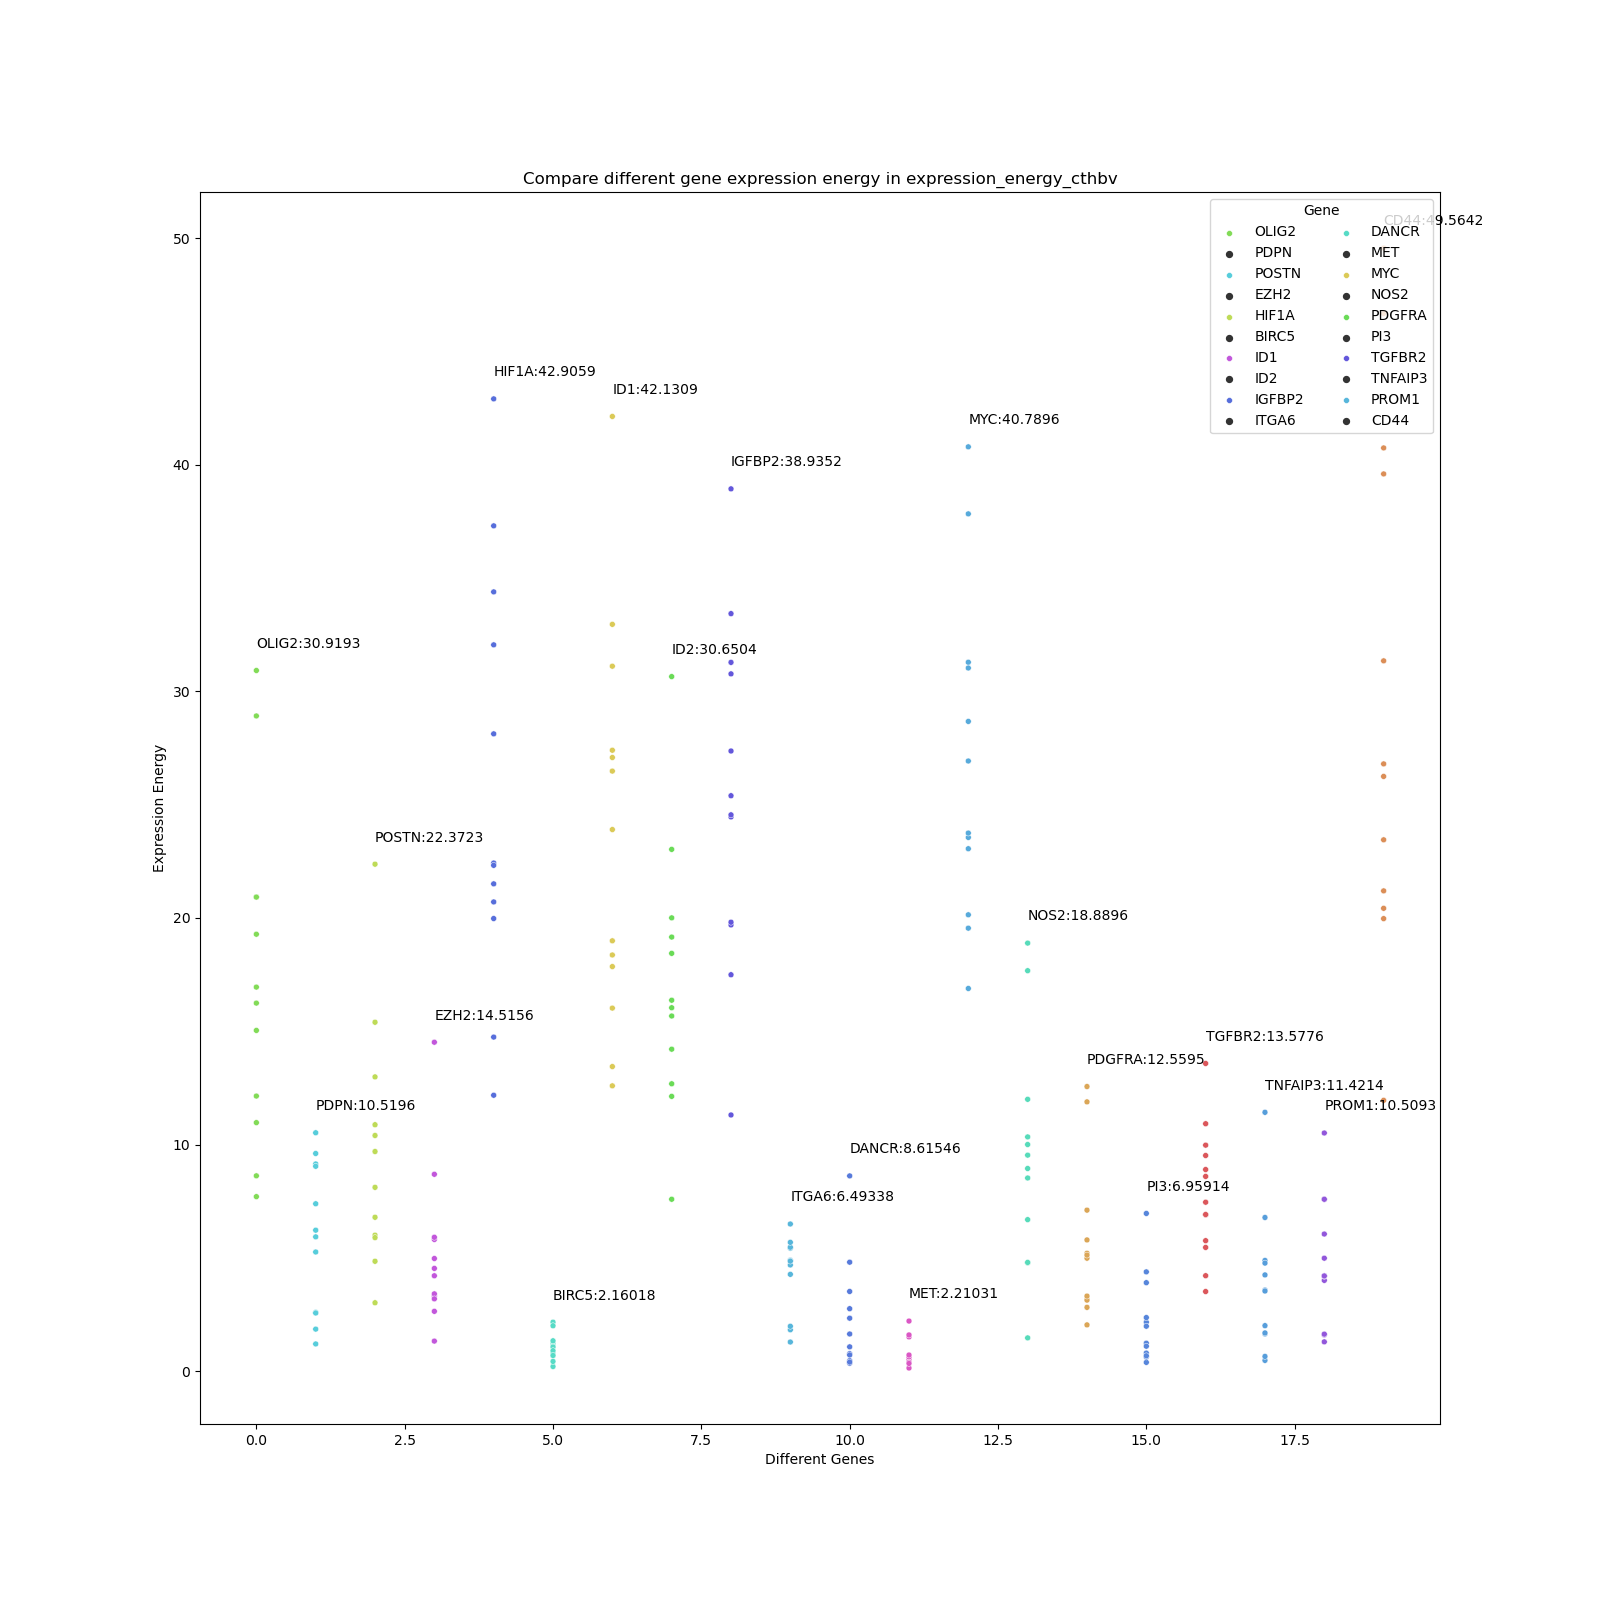 Compare different gene expression energy in expression_energy_cthbv
Gene
OLIG2
PDPN
POSTN
EZH2
HIF1A
BIRC5
ID1
ID2
IGFBP2
ITGA6
DANCR
MET
MYC
NOS2
PDGFRA
PI3
TGFBR2
TNFAIP3
PROM1
CD44
CD44:49.5642
HIF1A:42.9059
ID1:42.1309
MYC:40.7896
IGFBP2:38.9352
OLIG2:30.9193
ID2:30.6504
POSTN:22.3723
NOS2:18.8896
EZH2:14.5156
TGFBR2:13.5776
PDGFRA:12.5595
TNFAIP3:11.4214
PDPN:10.5196
PROM1:10.5093
DANCR:8.61546
ITGA6:6.49338
PI3:6.95914
BIRC5:2.16018
MET:2.21031
Expression Energy
50
40
30
20
10
0
0.0
2.5
5.0
7.5
10.0
12.5
15.0
17.5
Different Genes